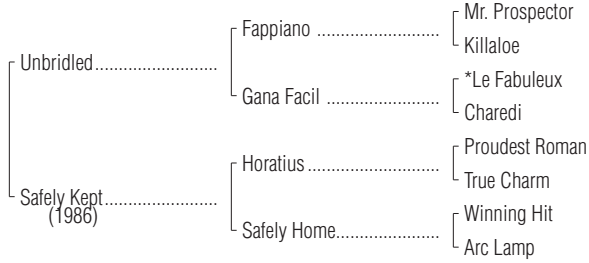 Mr. Prospector
Fappiano ........................
Killaloe
Unbridled........................
*Le Fabuleux
Gana Facil ......................
Charedi
Proudest Roman
Horatius ..........................
True Charm
Safely Kept......................
(1986)
Winning Hit
Safely Home....................
Arc Lamp